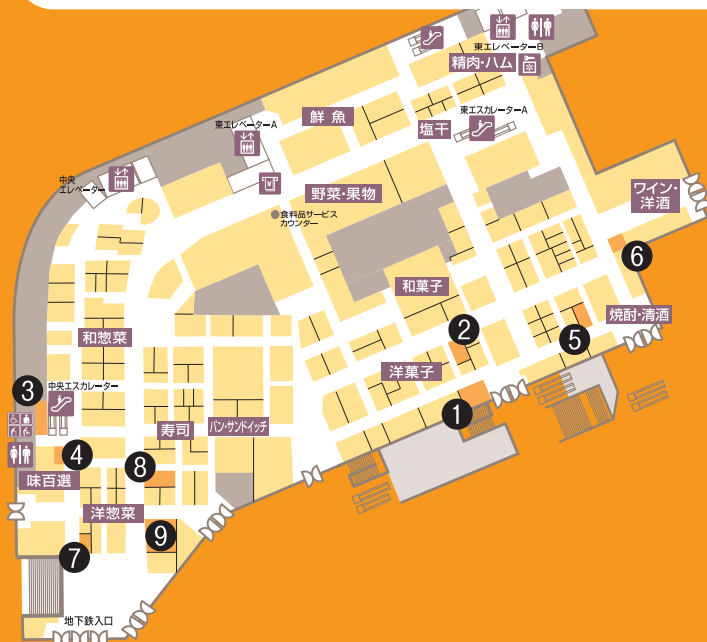 東エレベーターB
精肉・ハム
鮮魚
東エスカレーターA
塩干
東エレベーターA
中央
エレベーター
野菜・果物
ワイン・
洋酒
食料品サービス
カウンター
6
和菓子
焼酎・清酒
和惣菜
2
5
洋菓子
3
中央エスカレーター
1
寿司
パン・サンドイッチ
4
8
味百選
洋惣菜
9
7
地下鉄入口